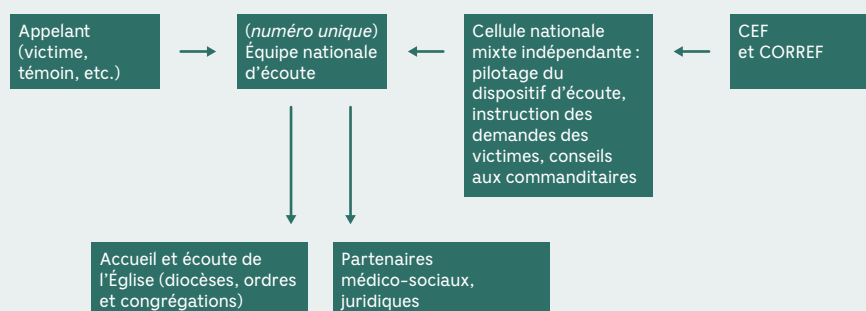 Appelant
(victime,
témoin, etc.)
(numéro unique)
Équipe nationale
d’écoute
Cellule nationale
mixte indépendante :
pilotage du
dispositif d’écoute,
instruction des
demandes des
victimes, conseils
aux commanditaires
CEF
et CORREF
Accueil et écoute de
l’Église (diocèses, ordres
et congrégations)
Partenaires
médico-sociaux,
juridiques